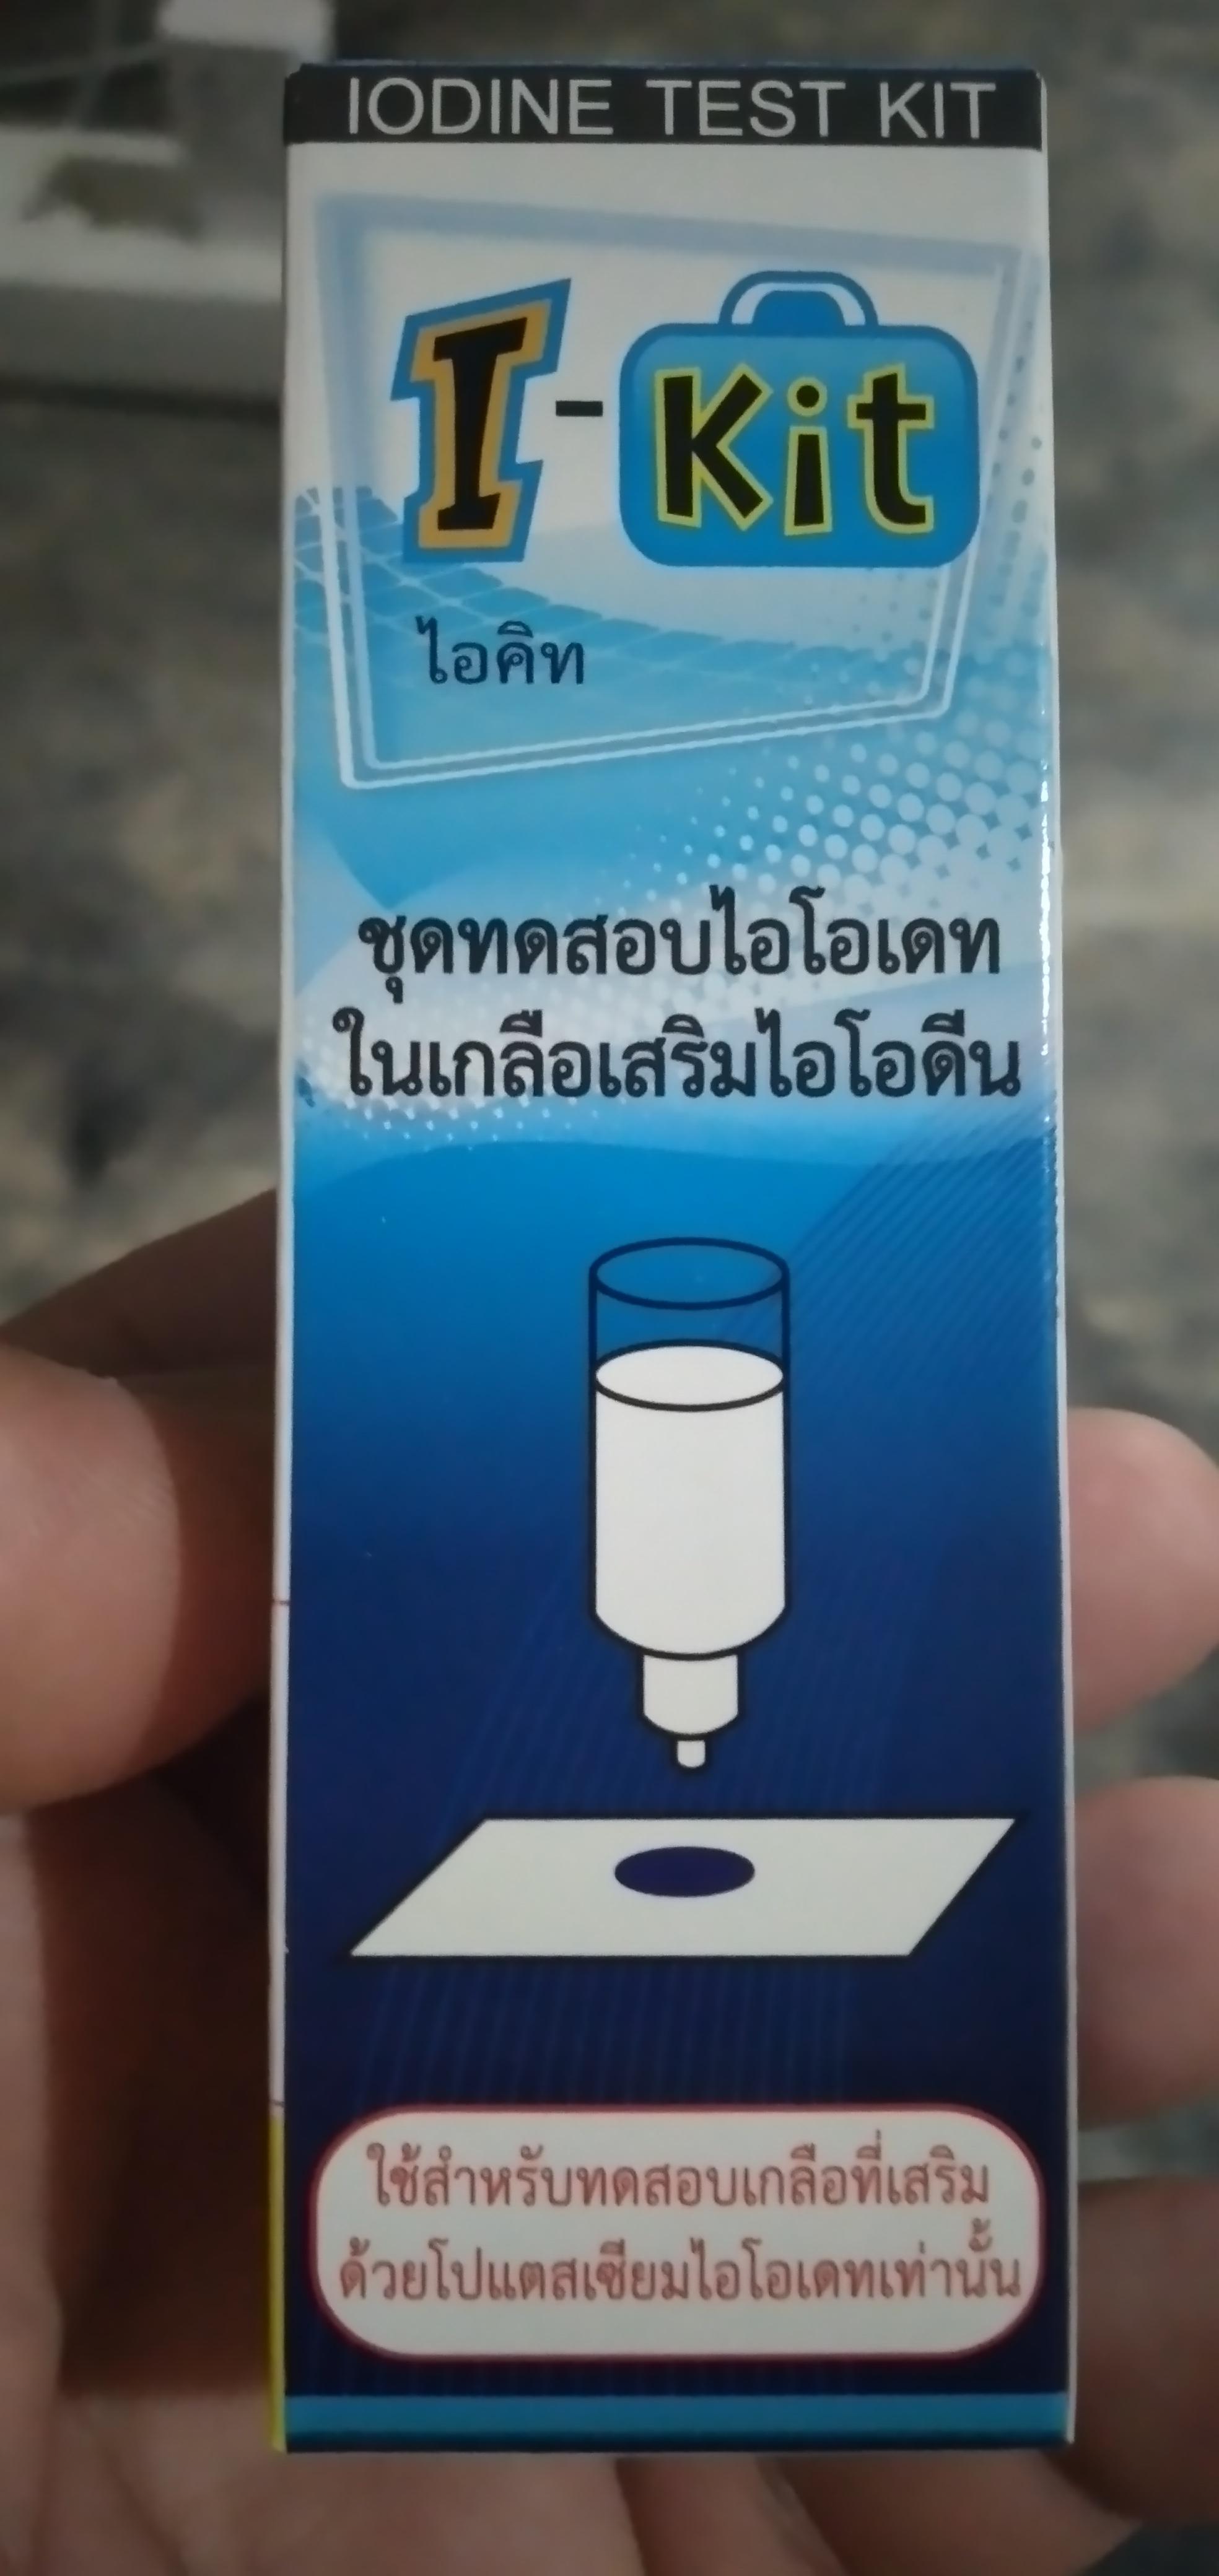 IODINE TEST KIT
I-Kit
ไอคิท
ชุดทดสอบไอโอเดท
ในเกลือเสริมไอโอดีน
ใช้สำหรับทดสอบเกลือที่เสริม
ด้วยโปแตสเซียมไอโอเดทเท่านั้น